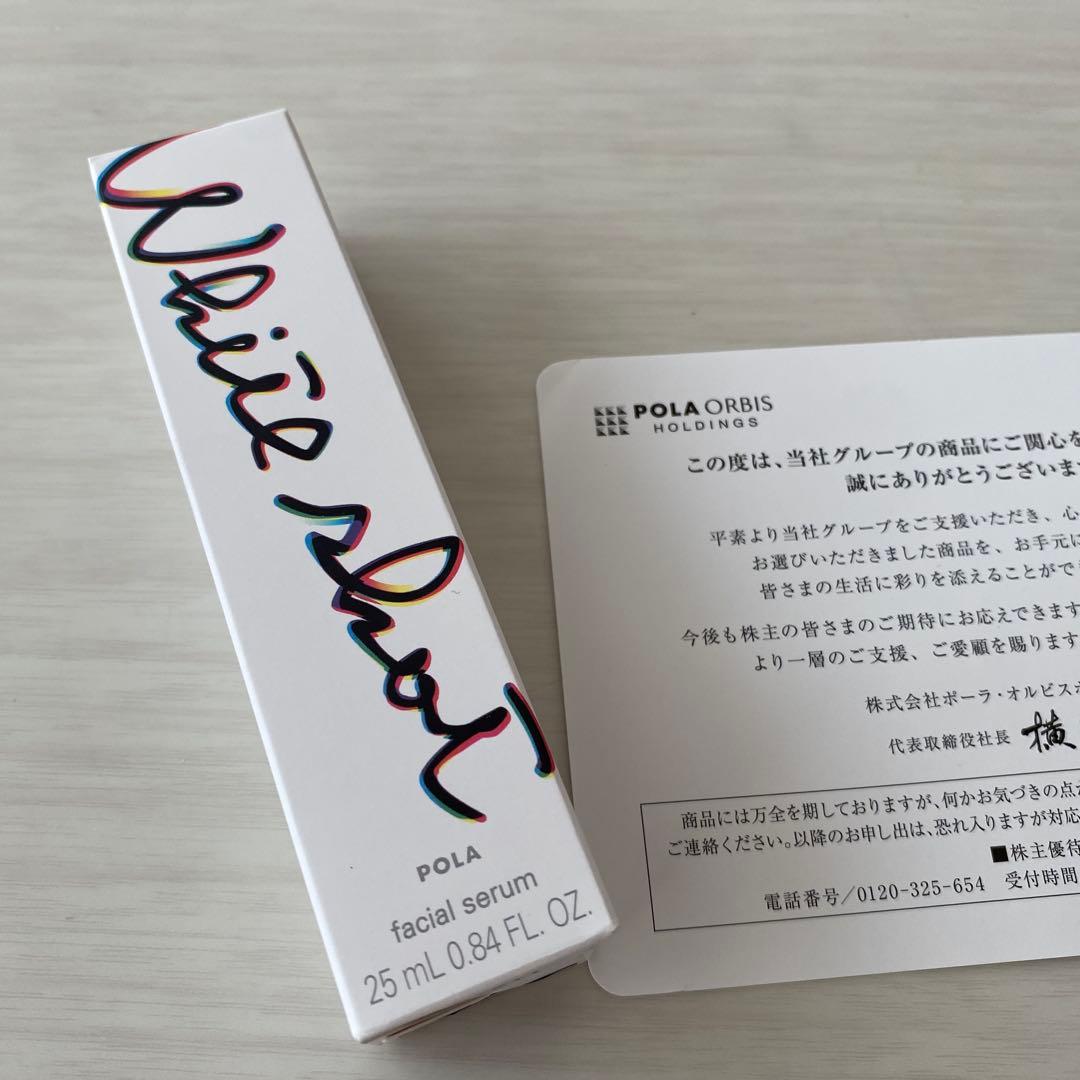 White Shot
POLA
facial serum
25 mL 0.84 FL. OZ.
POLA ORBIS
HOLDINGS
この度は、当社グループの商品にご関心を
誠にありがとうございま
平素より当社グループをご支援いただき、心
お選びいただきました商品を、お手元に
皆さまの生活に彩りを添えることがで
今後も株主の皆さまのご期待にお応えできます
より一層のご支援、ご愛顧を賜ります
株式会社ポーラ・オルビスホ
代表取締役社長 横
商品には万全を期しておりますが、何かお気づきの点が
ご連絡ください。以降のお申し出は、恐れ入りますが対応
■株主優待
電話番号/0120-325-654 受付時間